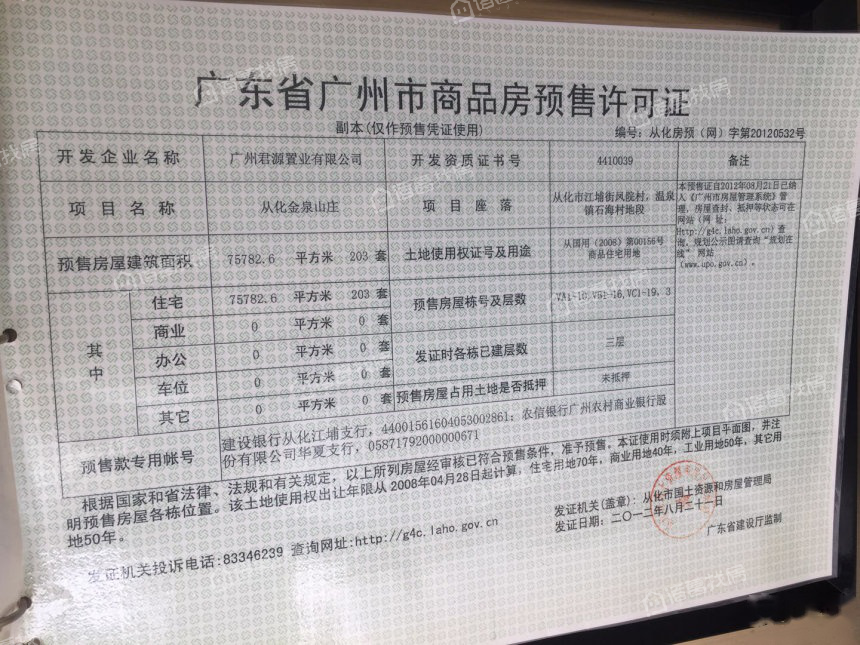 广东省广州市商品房预售许可证
副本(仅作预售凭证使用)
编号：从化房预（网）字第20120532号
开发企业名称 广州君源置业有限公司 开发资质证书号 4410039 备注
项目名称 从化金泉山庄 项目座落
从化市江埔街凤院村，温泉
镇石海村地段
本预售证自2012年08月21日已纳
入《广州市房屋管理系统》管
理，房屋查封、抵押等状态可在
网站（网 址：
Http://g4c.laho.gov.cn）查
询，规划公示图请查询“规划在
线” 网站
（www.upo.gov.cn）。
预售房屋建筑面积 75782.6 平方米 203 套 土地使用权证号及用途
从国用（2008）第00156号
商品住宅用地
其中
住宅 75782.6 平方米 203 套 预售房屋栋号及层数 VA1-10,VB1-16,VC1-19, 3
商业 0 平方米 0 套
办公 0 平方米 0 套 发证时各栋已建层数 三层
车位 0 平方米 0 套 预售房屋占用土地是否抵押 未抵押
其它 0 平方米 0 套
预售款专用帐号
建设银行从化江埔支行，44001561604053002861；农信银行广州农村商业银行股
份有限公司华夏支行，05871792000000671
根据国家和省法律、法规和有关规定，以上所列房屋经审核已符合预售条件，准予预售。本证使用时须附上项目平面图，并注
明预售房屋各栋位置。该土地使用权出让年限从 2008年04月28日起计算，住宅用地70年，商业用地40年，工业用地50年，其它用
地50年。
发证机关(盖章)：从化市国土资源和房屋管理局
发证日期：二〇一二年八月二十一日
广东省建设厅监制
发证机关投诉电话:83346239 查询网址:http://g4c.laho.gov.cn